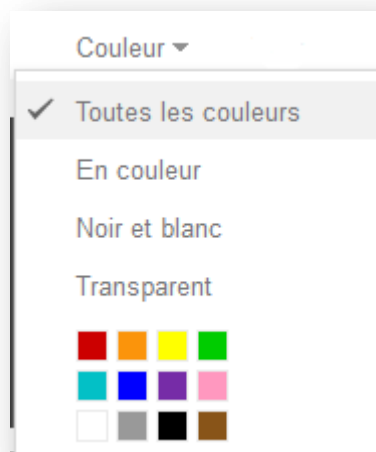 Couleur
Toutes les couleurs
En couleur
Noir et blanc
Transparent